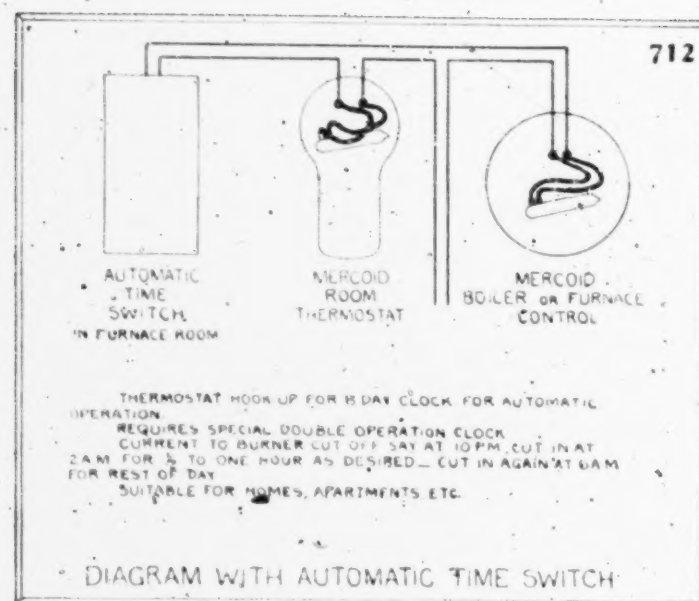 712
AUTOMATIC
TIME
SWITCH
IN FURNACE ROOM
MERCOID
ROOM
THERMOSTAT
MERCOID
BOILER OR FURNACE
CONTROL
THERMOSTAT HOOK UP FOR 8 DAY CLOCK FOR AUTOMATIC
OPERATION.
REQUIRES SPECIAL DOUBLE OPERATION CLOCK
CURRENT TO BURNER CUT OFF SAY AT 10 PM, CUT IN AT
2 AM FOR ½ TO ONE HOUR AS DESIRED — CUT IN AGAIN AT 6 AM
FOR REST OF DAY
SUITABLE FOR HOMES, APARTMENTS ETC.
DIAGRAM WITH AUTOMATIC TIME SWITCH